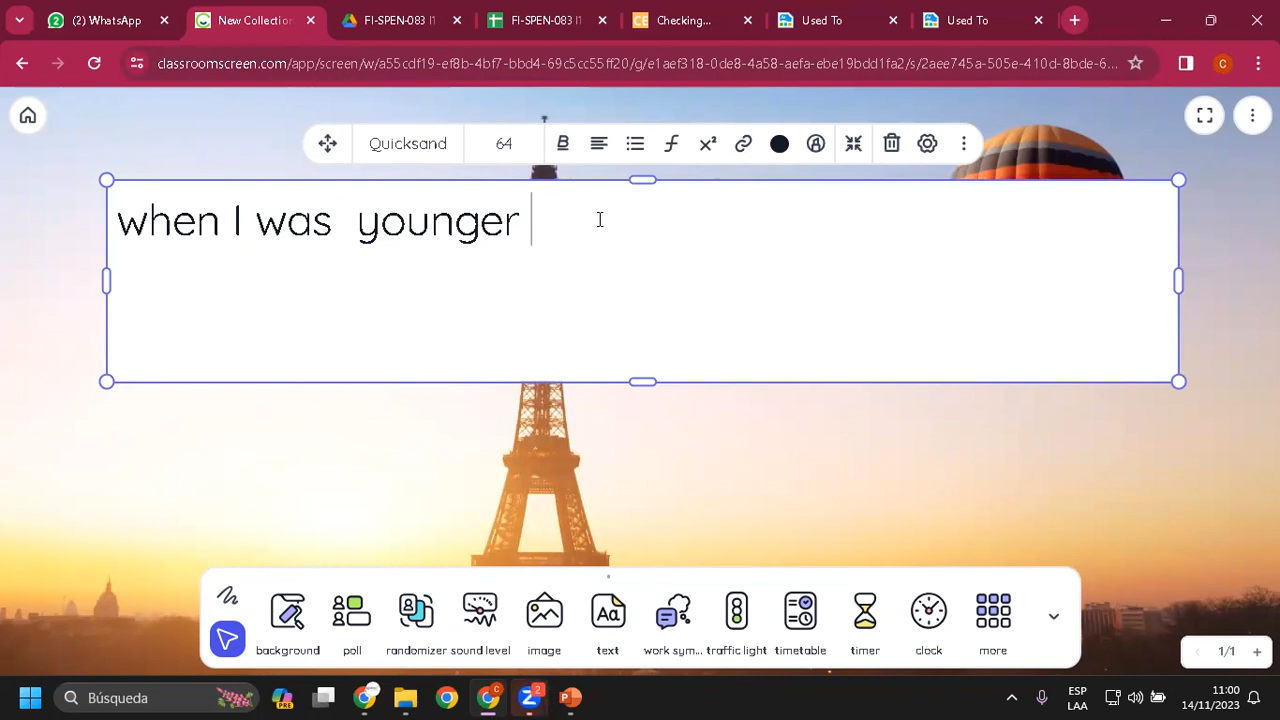 (2) WhatsApp
New Collection
FI-SPEN-083 I
FI-SPEN-083 I
Checking...
Used To
Used To
classroomscreen.com/app/screen/w/a55cdf19-ef8b-4bf7-bbd4-69c5cc55ff20/g/e1aef318-0de8-4a58-aefa-ebe19bdd1fa2/s/2aee745a-505e-410d-8bde-6...
Quicksand 64
when I was younger
background poll randomizer sound level image text work sym... traffic light timetable timer clock more
1/1
Búsqueda
ESP
LAA
11:00
14/11/2023